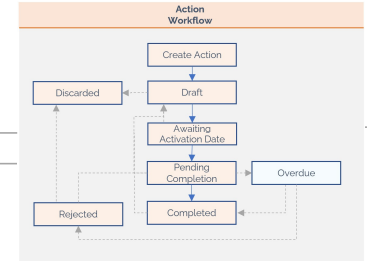 Action
Workflow
Create Action
Discarded
Draft
Awaiting
Activation Date
Pending
Completion
Overdue
Rejected
Completed